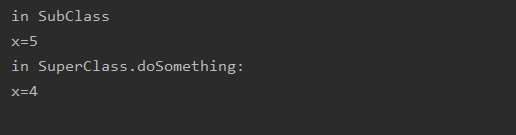 in SubClass
x=5
in SuperClass.doSomething:
x=4